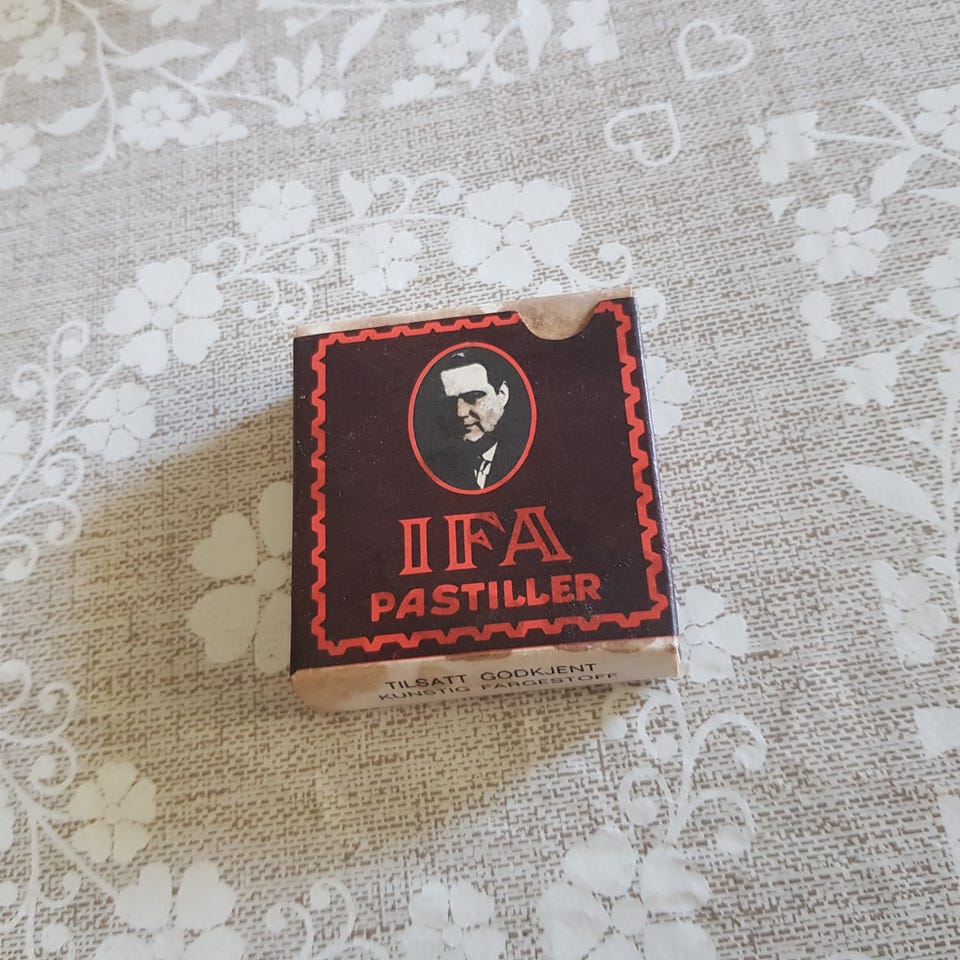 IFA
PASTILLER
TILSATT GODKJENT
KUNSTIG FARGESTOFF